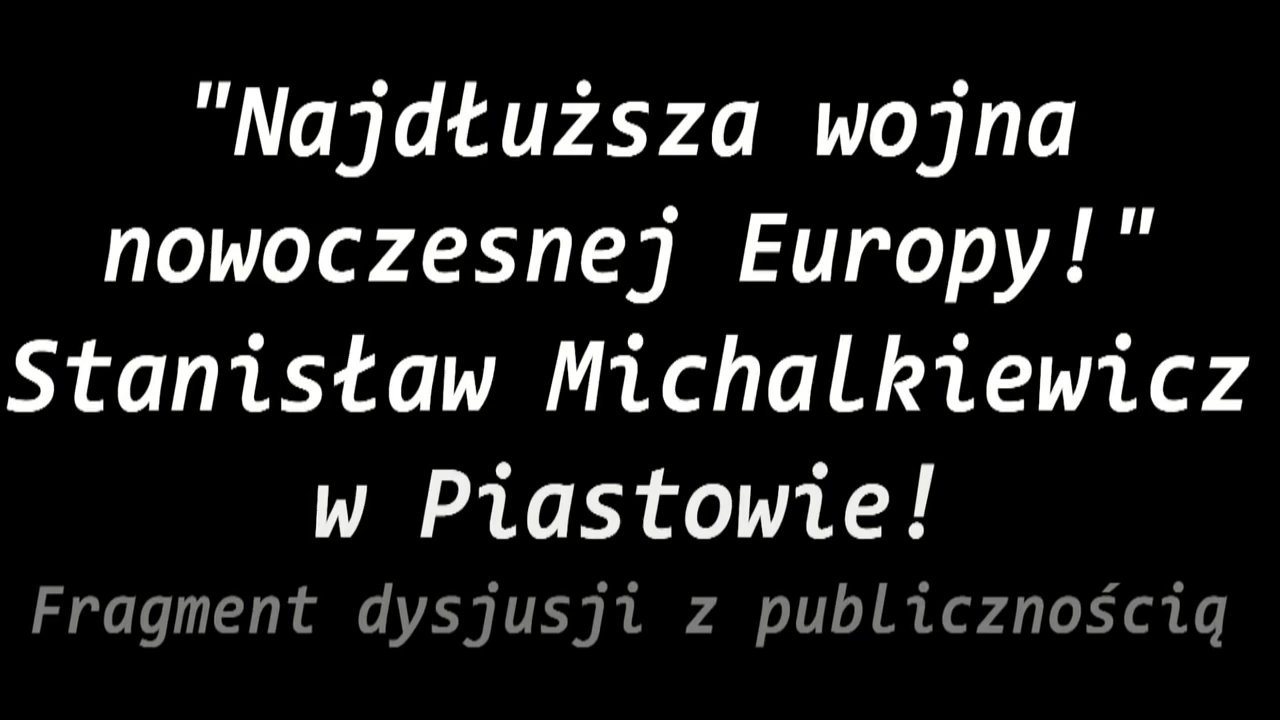 "Najdłuższa wojna
nowoczesnej Europy!"
Stanisław Michalkiewicz
w Piastowie!
Fragment dysjusji z publicznością